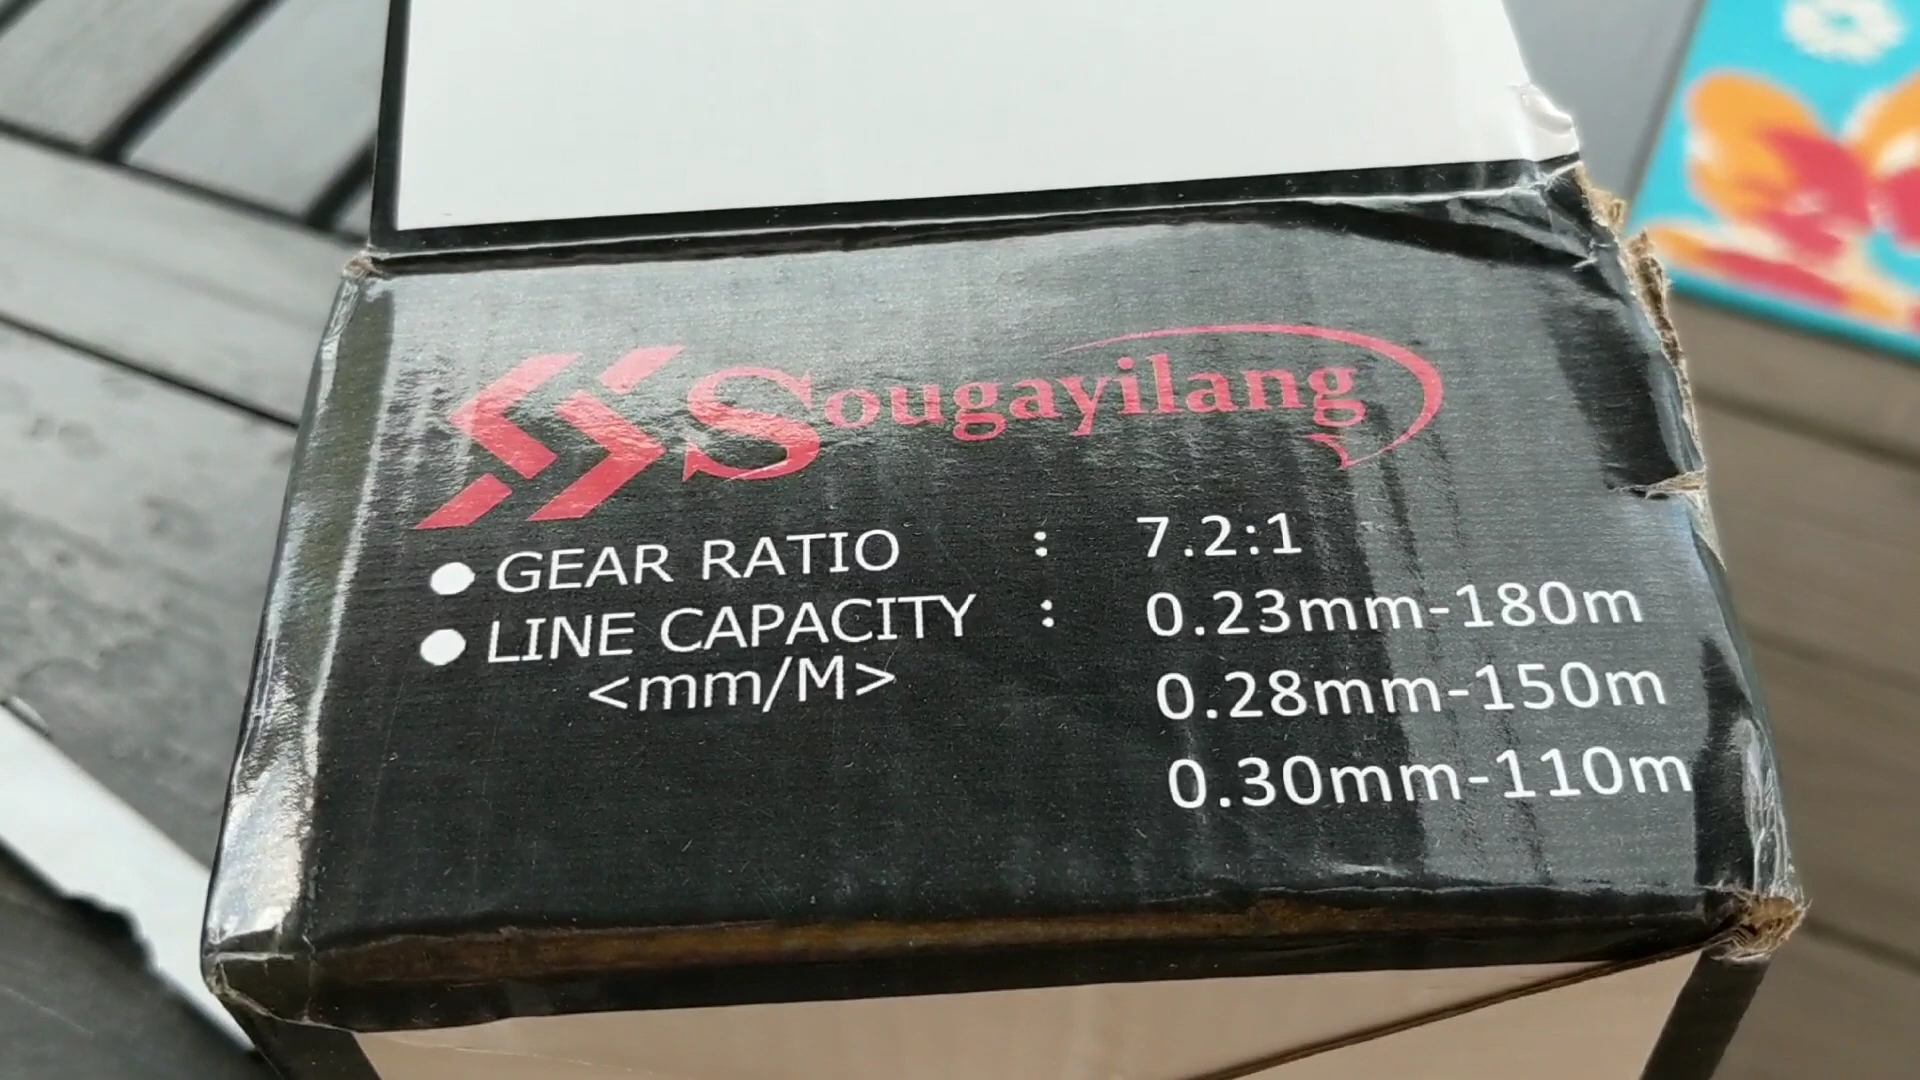 Sougayilang
● GEAR RATIO : 7.2:1
● LINE CAPACITY : 0.23mm-180m
<mm/M> 0.28mm-150m
0.30mm-110m